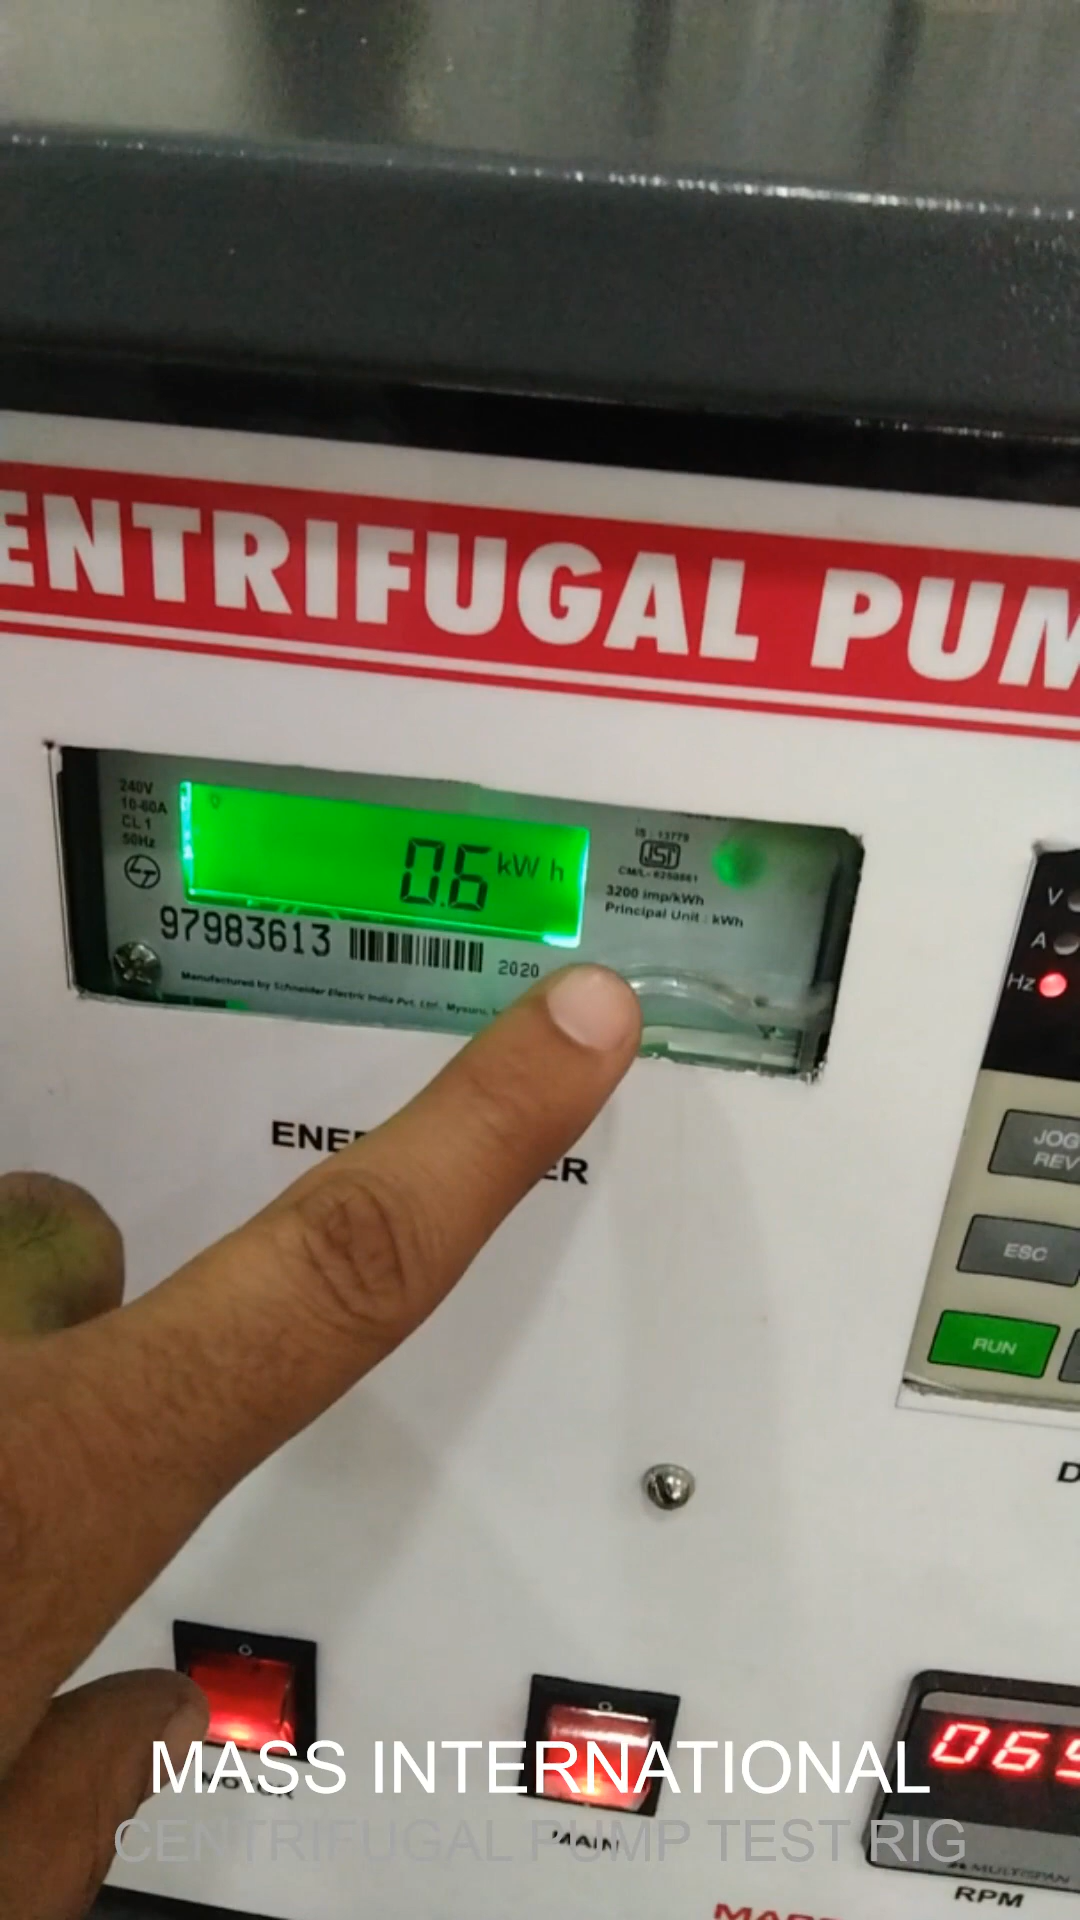 ENTRIFUGAL PUM
240V
10-60A
CL 1
50Hz
0.6 kW h
IS : 13779
CM/L- 8250861
3200 imp/kWh
Principal Unit : kWh
97983613
2020
Manufactured by Schneider Electric India Pvt. Ltd., Mysuru,
V
A
Hz
ENE
ER
JOG
REV
ESC
RUN
D
069
MAIN
MULTISPAN
RPM
MASS INTERNATIONAL
CENTRIFUGAL PUMP TEST RIG